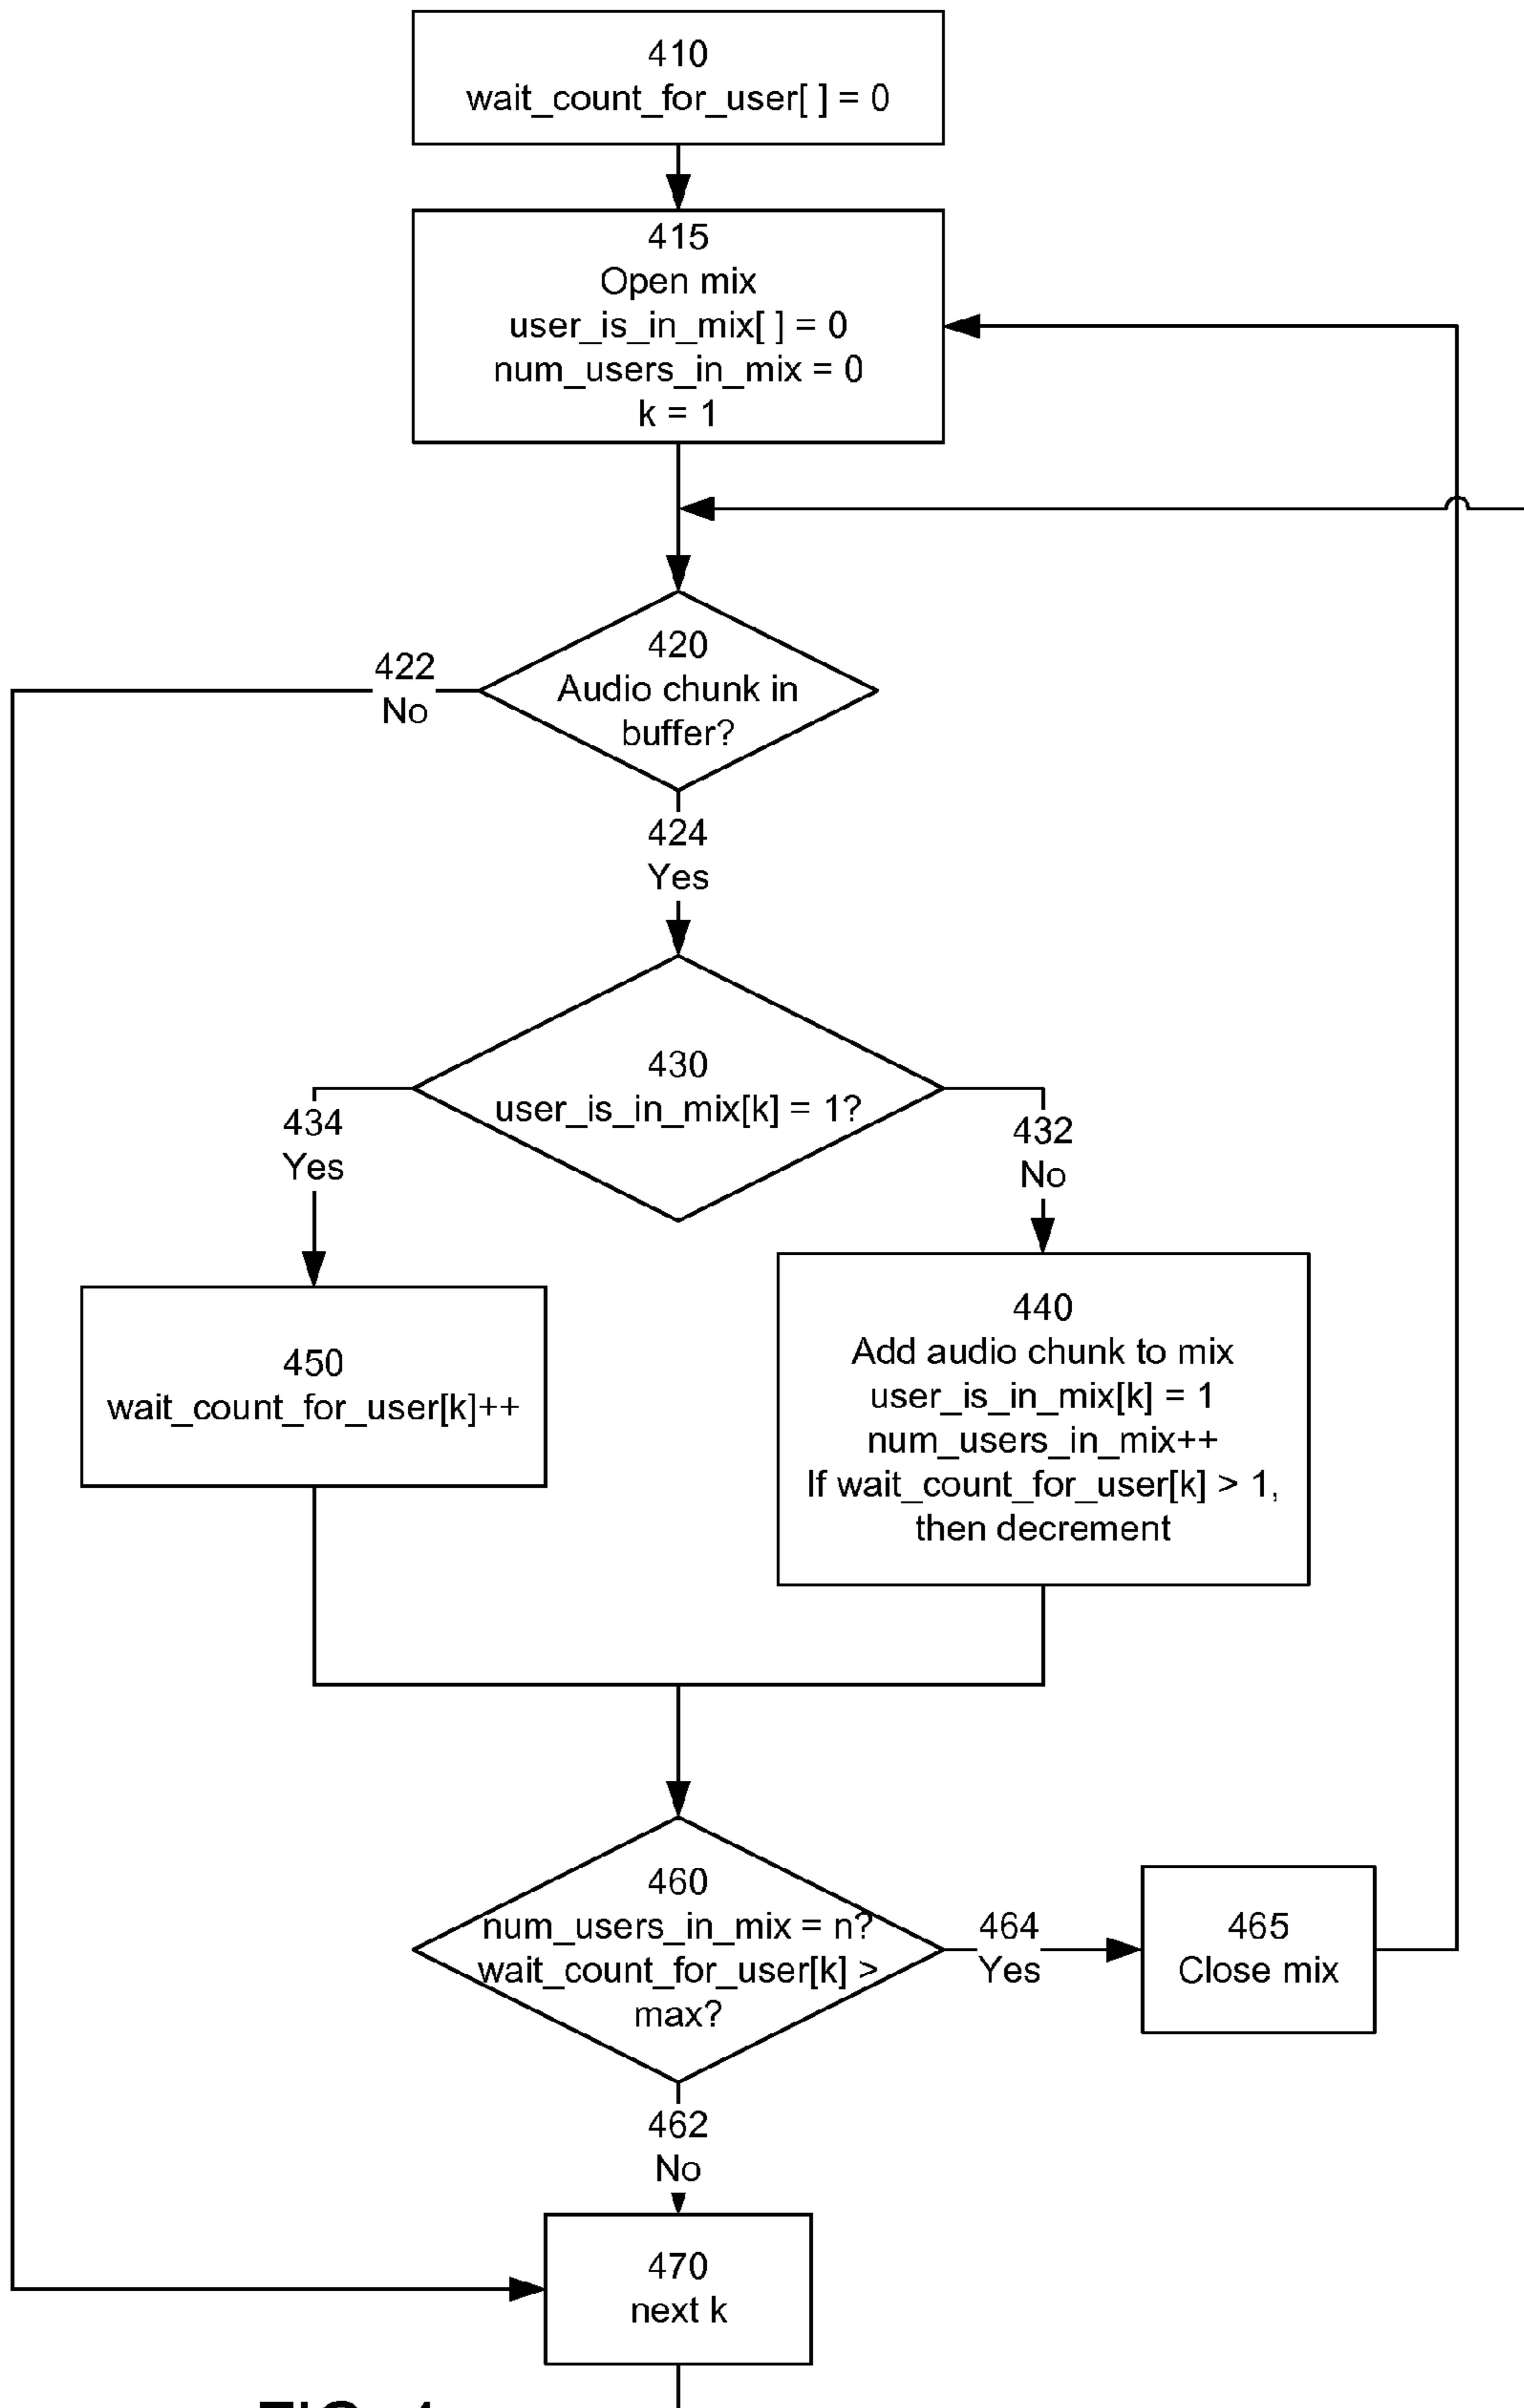 410
wait_count_for_user[ ] = 0
415
Open mix
user_is_in_mix[ ] = 0
num_users_in_mix = 0
k = 1
420
Audio chunk in
buffer?
422
No
424
Yes
430
user_is_in_mix[k] = 1?
434
Yes
432
No
440
Add audio chunk to mix
user_is_in_mix[k] = 1
num_users_in_mix++
If wait_count_for_user[k] > 1,
then decrement
450
wait_count_for_user[k]++
460
num_users_in_mix = n?
wait_count_for_user[k] >
max?
464
Yes
465
Close mix
462
No
470
next k